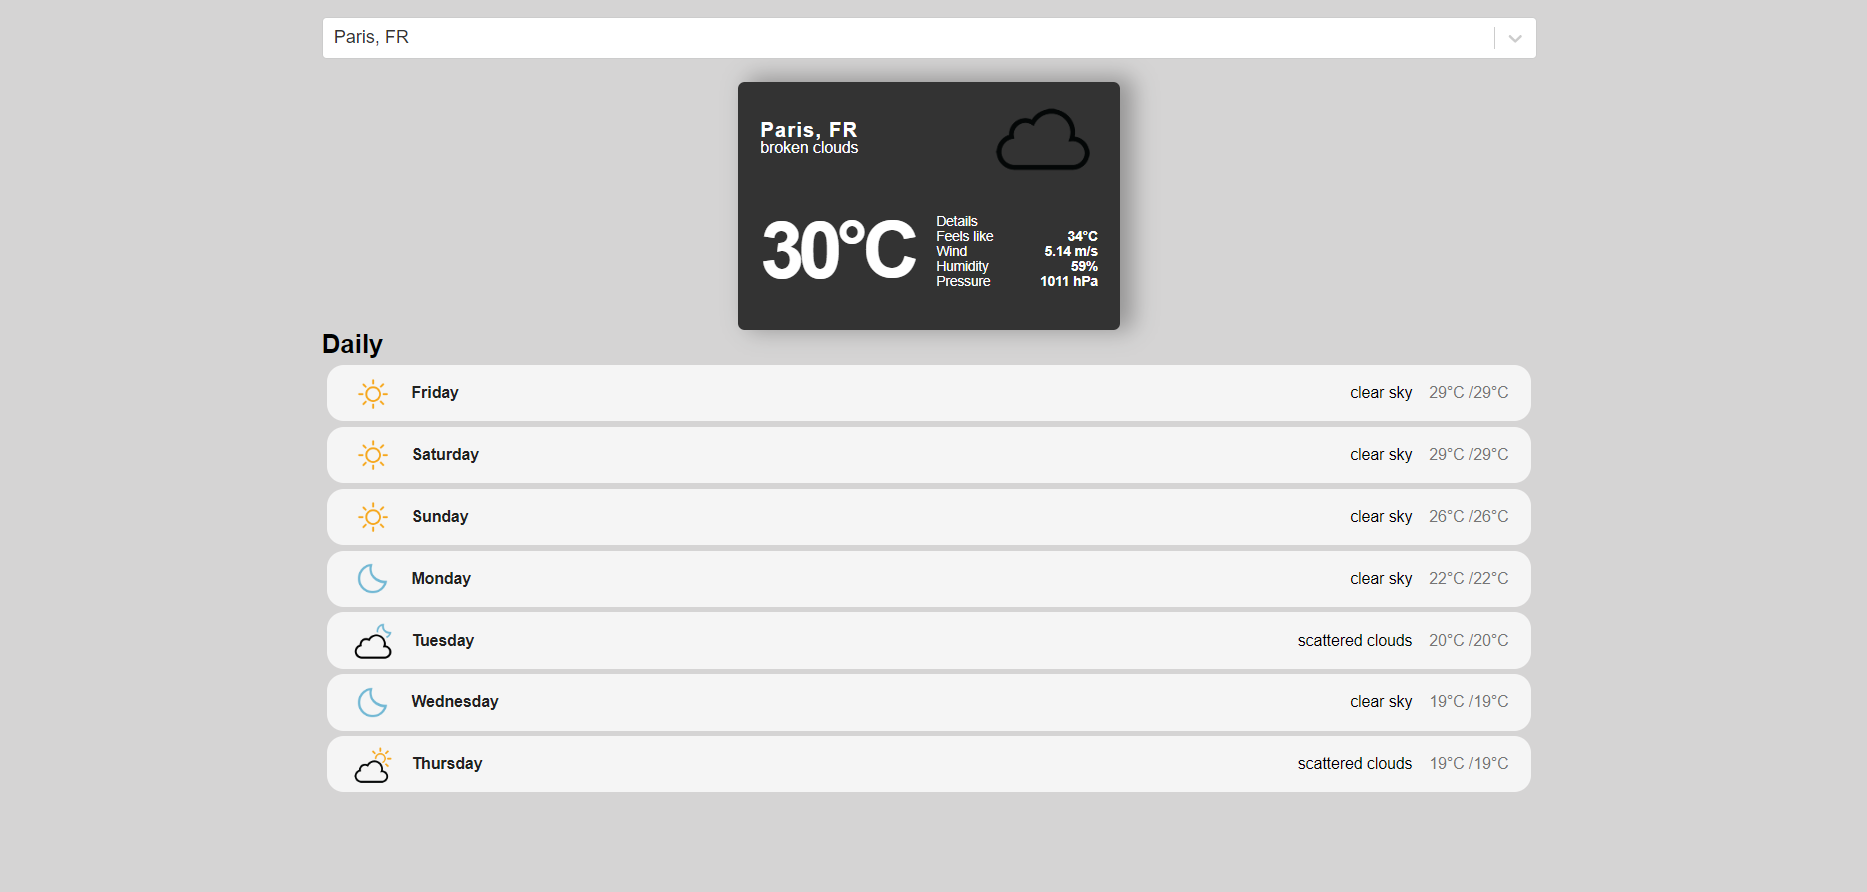 Paris, FR
Paris, FR
broken clouds
30°C
Details
Feels like 34°C
Wind 5.14 m/s
Humidity 59%
Pressure 1011 hPa
Daily
Friday clear sky 29°C /29°C
Saturday clear sky 29°C /29°C
Sunday clear sky 26°C /26°C
Monday clear sky 22°C /22°C
Tuesday scattered clouds 20°C /20°C
Wednesday clear sky 19°C /19°C
Thursday scattered clouds 19°C /19°C